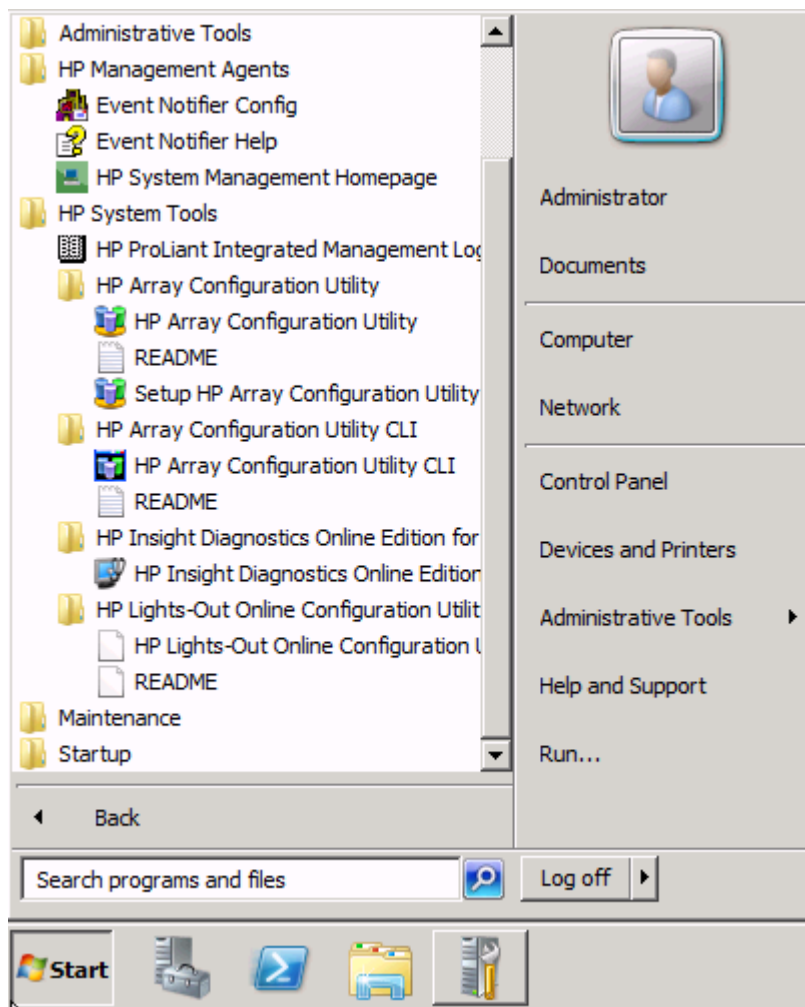 Administrative Tools
HP Management Agents
Event Notifier Config
Event Notifier Help
HP System Management Homepage
HP System Tools
HP ProLiant Integrated Management Log
HP Array Configuration Utility
HP Array Configuration Utility
README
Setup HP Array Configuration Utility
HP Array Configuration Utility CLI
HP Array Configuration Utility CLI
README
HP Insight Diagnostics Online Edition for
HP Insight Diagnostics Online Edition
HP Lights-Out Online Configuration Utilit
HP Lights-Out Online Configuration
README
Maintenance
Startup
Back
Search programs and files
Administrator
Documents
Computer
Network
Control Panel
Devices and Printers
Administrative Tools
Help and Support
Run...
Log off
Start